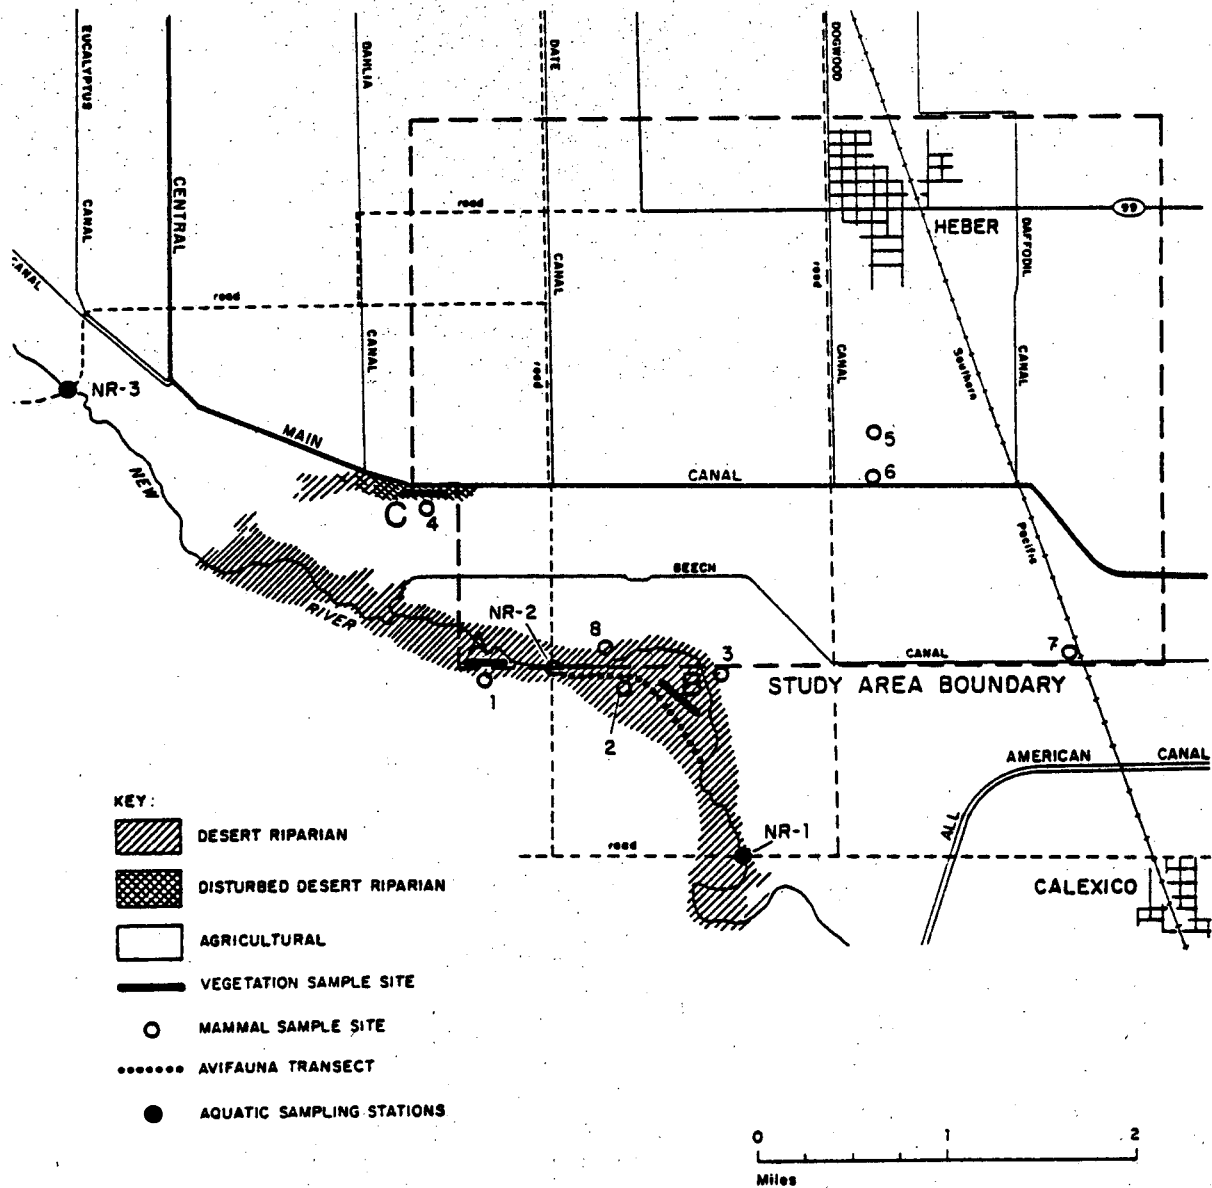 EUCALYPTUS
DAHLIA
DATE
DOGWOOD
CANAL
CENTRAL
road
99
HEBER
DAFFODIL
CANAL
CANAL
road
road
CANAL
road
CANAL
CANAL
Southern
CANAL
NR-3
MAIN
5
CANAL
6
NEW
C
4
Pacific
BEECH
RIVER
NR-2
8
3
7
CANAL
A
B
1
STUDY AREA BOUNDARY
2
AMERICAN CANAL
ALL
NR-1
road
CALEXICO
KEY:
DESERT RIPARIAN
DISTURBED DESERT RIPARIAN
AGRICULTURAL
VEGETATION SAMPLE SITE
MAMMAL SAMPLE SITE
AVIFAUNA TRANSECT
AQUATIC SAMPLING STATIONS
0 1 2
Miles